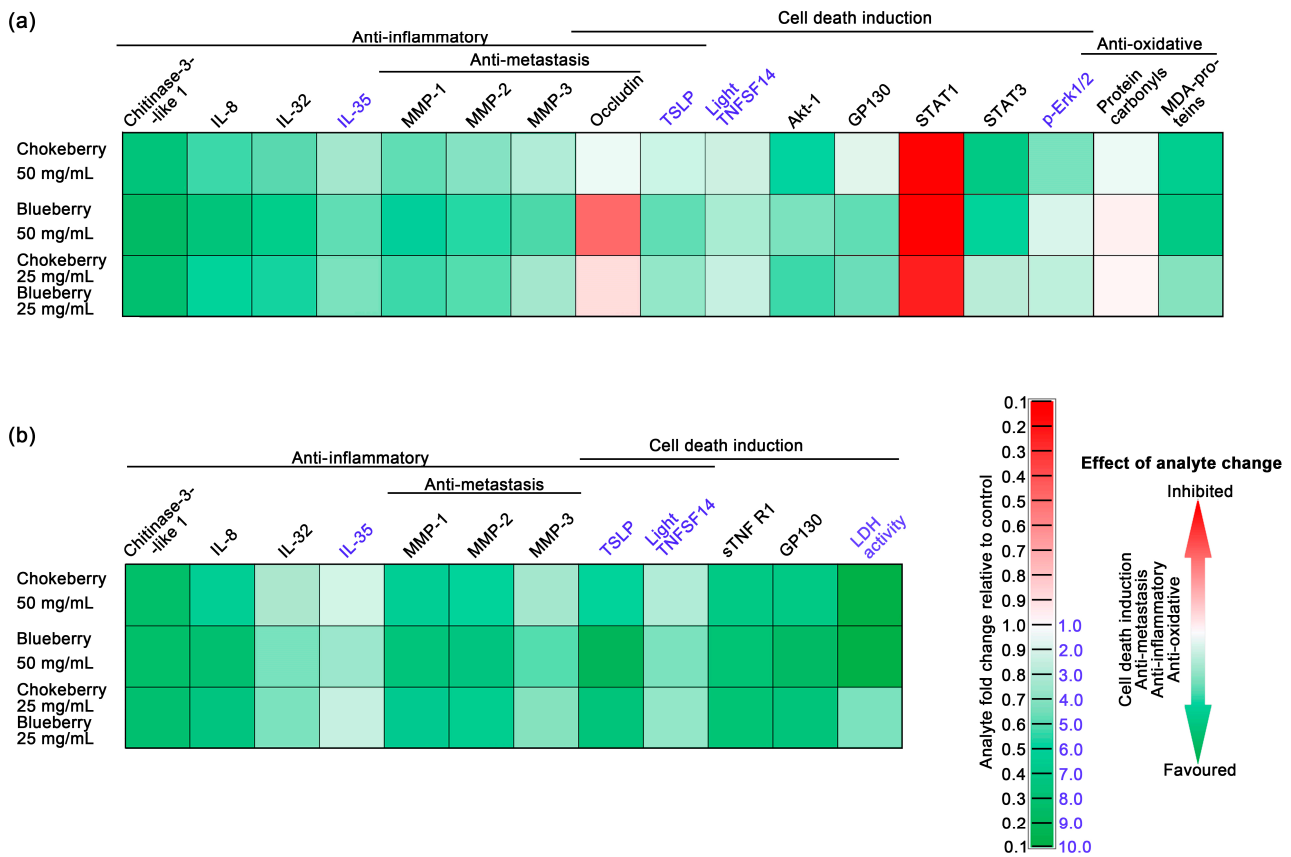 (a)
Cell death induction
Anti-inflammatory
Anti-oxidative
Anti-metastasis
Chitinase-3-
-like 1
IL-8
IL-32
IL-35
MMP-1
MMP-2
MMP-3
Occludin
TSLP
Light
TNFSF14
Akt-1
GP130
STAT1
STAT3
p-Erk1/2
Protein
carbonyls
MDA-pro-
teins
Chokeberry
50 mg/mL
Blueberry
50 mg/mL
Chokeberry
25 mg/mL
Blueberry
25 mg/mL
(b)
Cell death induction
Anti-inflammatory
Anti-metastasis
Chitinase-3-
-like 1
IL-8
IL-32
IL-35
MMP-1
MMP-2
MMP-3
TSLP
Light
TNFSF14
sTNF R1
GP130
LDH
activity
Chokeberry
50 mg/mL
Blueberry
50 mg/mL
Chokeberry
25 mg/mL
Blueberry
25 mg/mL
Analyte fold change relative to control
0.1
0.2
0.3
0.4
0.5
0.6
0.7
0.8
0.9
1.0 1.0
0.9 2.0
0.8 3.0
0.7 4.0
0.6 5.0
0.5 6.0
0.4 7.0
0.3 8.0
0.2 9.0
0.1 10.0
Effect of analyte change
Inhibited
Cell death induction
Anti-metastasis
Anti-inflammatory
Anti-oxidative
Favoured